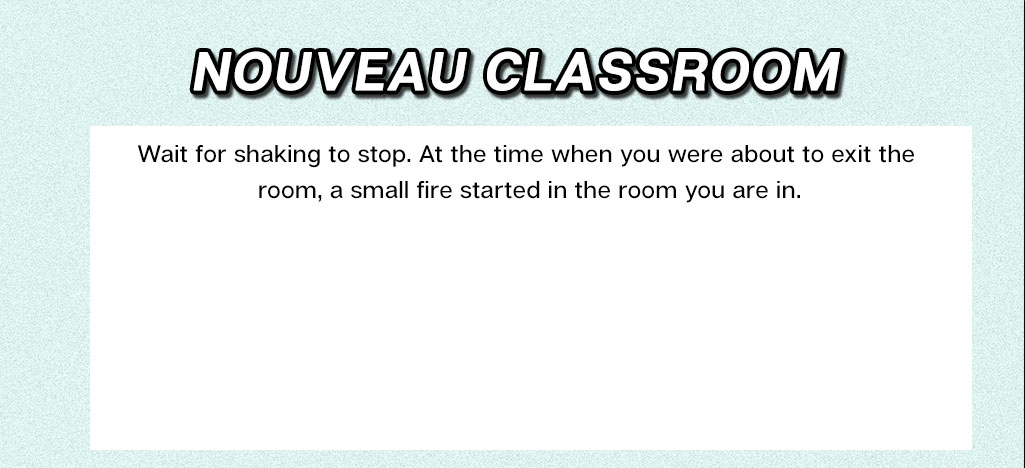 NOUVEAU CLASSROOM
Wait for shaking to stop. At the time when you were about to exit the
room, a small fire started in the room you are in.